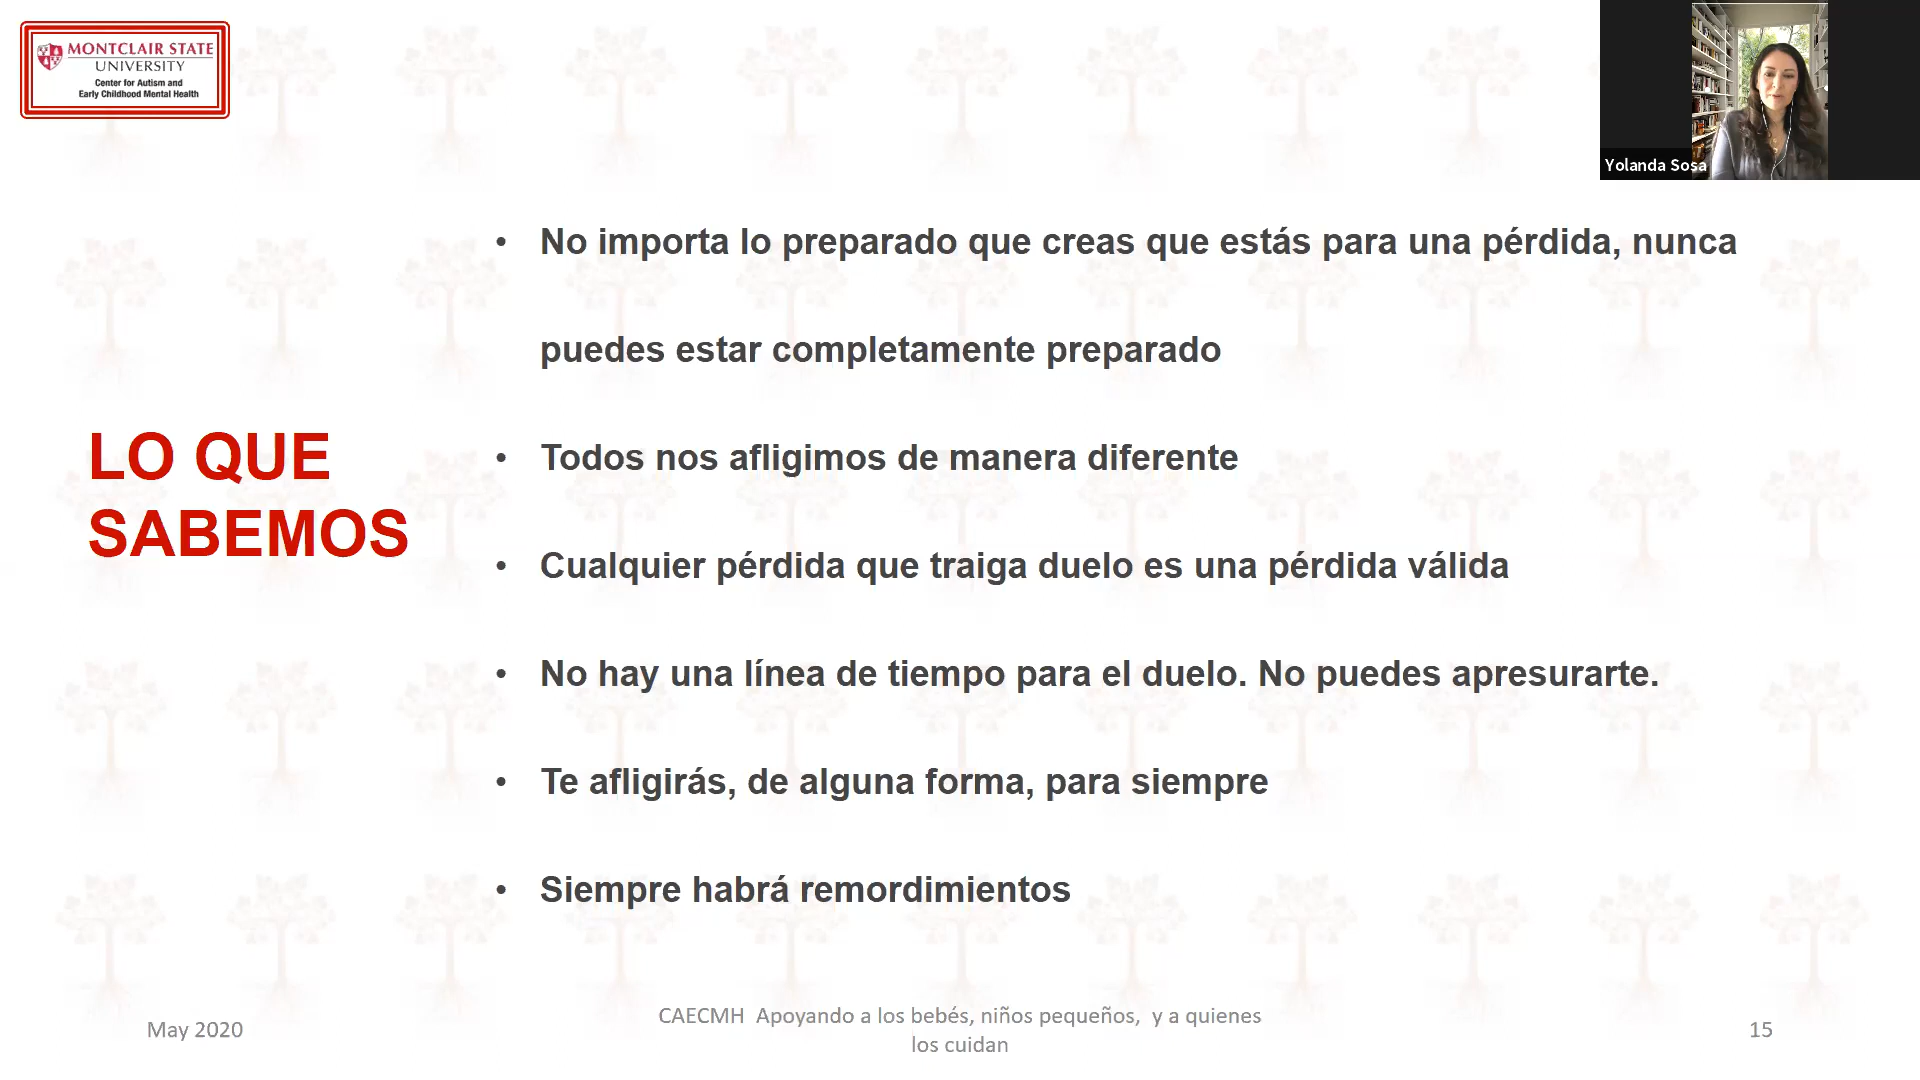 MONTCLAIR STATE
UNIVERSITY
Center for Autism and
Early Childhood Mental Health
Yolanda Sosa
• No importa lo preparado que creas que estás para una pérdida, nunca
puedes estar completamente preparado
LO QUE
SABEMOS
• Todos nos afligimos de manera diferente
• Cualquier pérdida que traiga duelo es una pérdida válida
• No hay una línea de tiempo para el duelo. No puedes apresurarte.
• Te afligirás, de alguna forma, para siempre
• Siempre habrá remordimientos
May 2020
CAECMH Apoyando a los bebés, niños pequeños, y a quienes
los cuidan
15